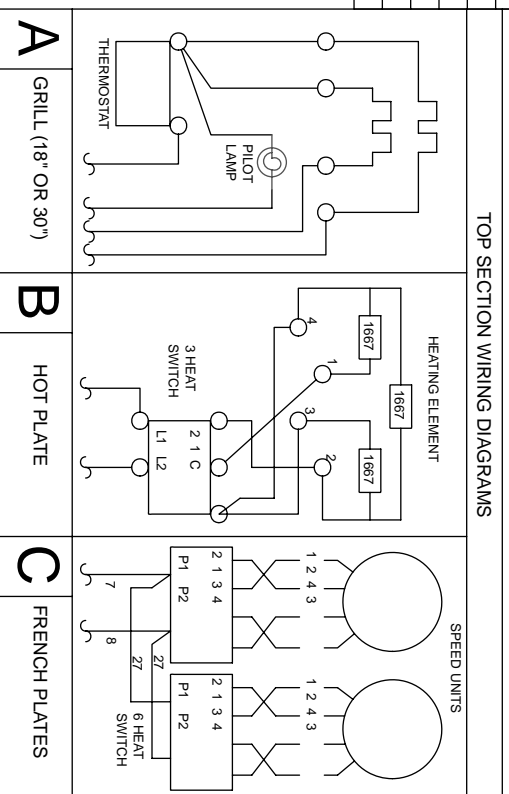 TOP SECTION WIRING DIAGRAMS
PILOT
LAMP
THERMOSTAT
A
GRILL (18" OR 30")
HEATING ELEMENT
1667
1667
1667
4
1
3
2
3 HEAT
SWITCH
2 1 C
L1 L2
B
HOT PLATE
SPEED UNITS
1 2 4 3
1 2 4 3
2 1 3 4
2 1 3 4
P1 P2
P1 P2
27
27
7
8
6 HEAT
SWITCH
C
FRENCH PLATES